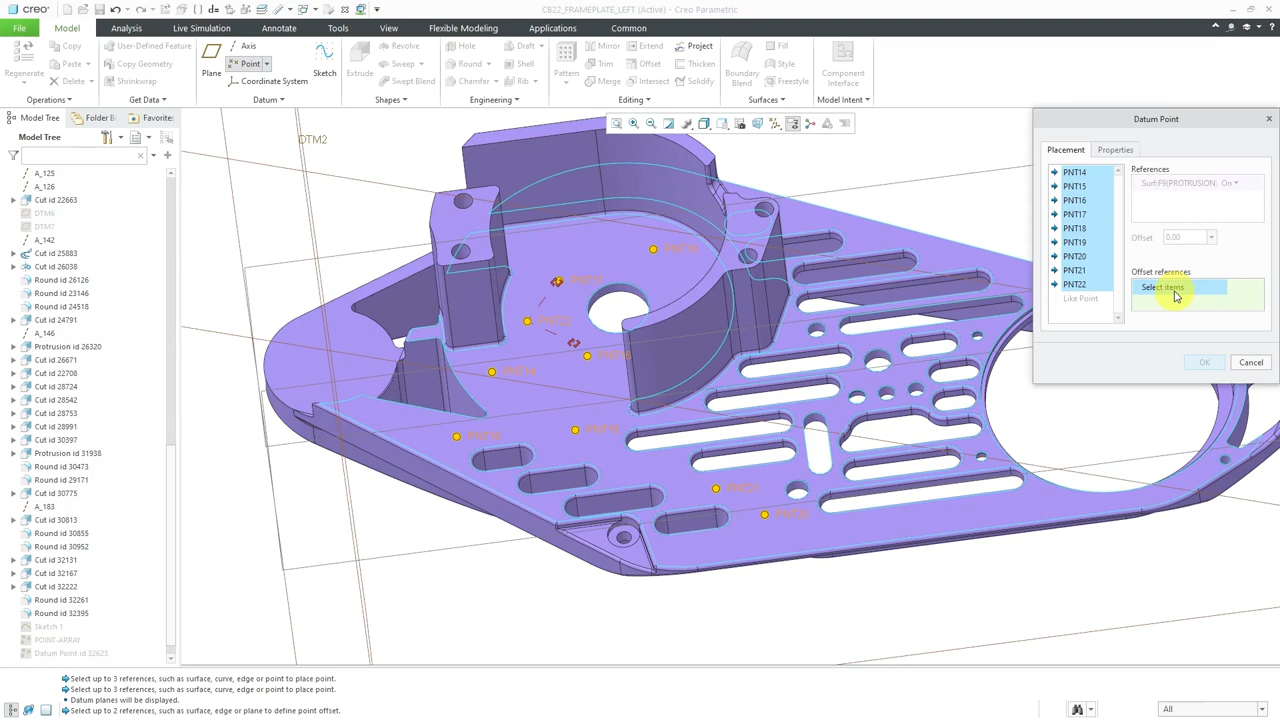 creo CB22_FRAMEPLATE_LEFT (Active) - Creo Parametric
File Model Analysis Live Simulation Annotate Tools View Flexible Modeling Applications Common
Regenerate Copy Paste Delete Operations
User-Defined Feature Copy Geometry Shrinkwrap Get Data
Plane Axis Point Coordinate System Sketch Datum
Extrude Revolve Sweep Swept Blend Shapes
Hole Round Chamfer Draft Shell Rib Engineering
Pattern Mirror Trim Merge Extend Offset Intersect Project Thicken Solidify Editing
Boundary Blend Fill Style Freestyle Surfaces
Component Interface Model Intent
Model Tree Folder B Favorite
Model Tree
A_125
A_126
Cut id 22663
DTM6
DTM7
A_142
Cut id 25883
Cut id 26038
Round id 26126
Round id 23146
Round id 24518
Cut id 24791
A_146
Protrusion id 26320
Cut id 26671
Cut id 22708
Cut id 28724
Cut id 28542
Cut id 28753
Cut id 28991
Cut id 30397
Protrusion id 31938
Round id 30473
Round id 29171
Cut id 30775
A_183
Cut id 30813
Round id 30855
Round id 30952
Cut id 32131
Cut id 32167
Cut id 32222
Round id 32261
Round id 32395
Sketch 1
POINT-ARRAY
Datum Point id 32623
DTM2
Datum Point
Placement Properties
PNT14
PNT15
PNT16
PNT17
PNT18
PNT19
PNT20
PNT21
PNT22
Like Point
References
Surf:F9(PROTRUSION) On
Offset 0.00
Offset references
Select items
OK Cancel
Select up to 3 references, such as surface, curve, edge or point to place point.
Select up to 3 references, such as surface, curve, edge or point to place point.
Datum planes will be displayed.
Select up to 2 references, such as surface, edge or plane to define point offset.
All